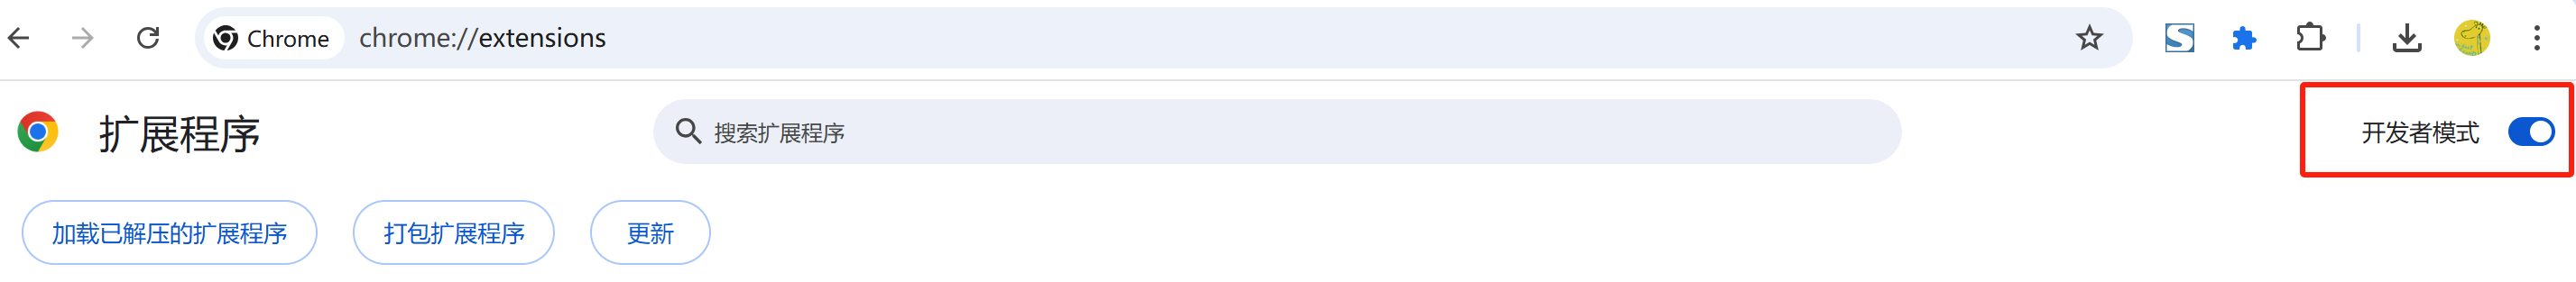 Chrome chrome://extensions
扩展程序 搜索扩展程序 开发者模式
加载已解压的扩展程序 打包扩展程序 更新